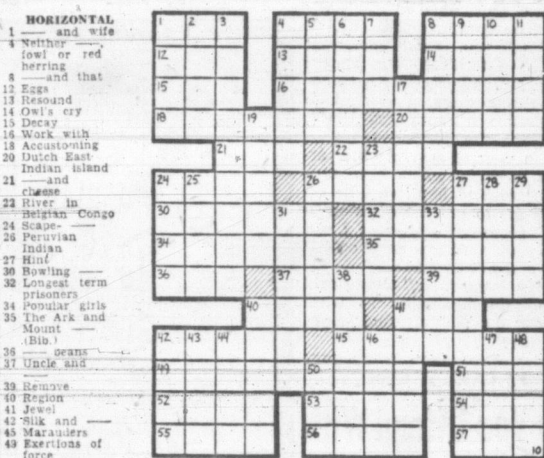 HORIZONTAL
1 —— and wife
4 Neither ——,
fowl or red
herring
8 ——and that
12 Eggs
13 Resound
14 Owl's cry
15 Decay
16 Work with
18 Accustoming
20 Dutch East
Indian island
21 ——and
cheese
22 River in
Belgian Congo
24 Scape- ——
26 Peruvian
Indian
27 Hint
30 Bowling ——
32 Longest term
prisoners
34 Popular girls
35 The Ark and
Mount ——
(Bib.)
36 —— beans
37 Uncle and
——
39 Remove
40 Region
41 Jewel
42 Silk and ——
45 Marauders
49 Exertions of
force
1 2 3 4 5 6 7 8 9 10 11
12 13 14
15 16 17
18 19 20
21 22 23
24 25 26 27 28 29
30 31 32 33
34 35
36 37 38 39
40 41
42 43 44 45 46 47 48
49 50 51
52 53 54
55 56 57
10